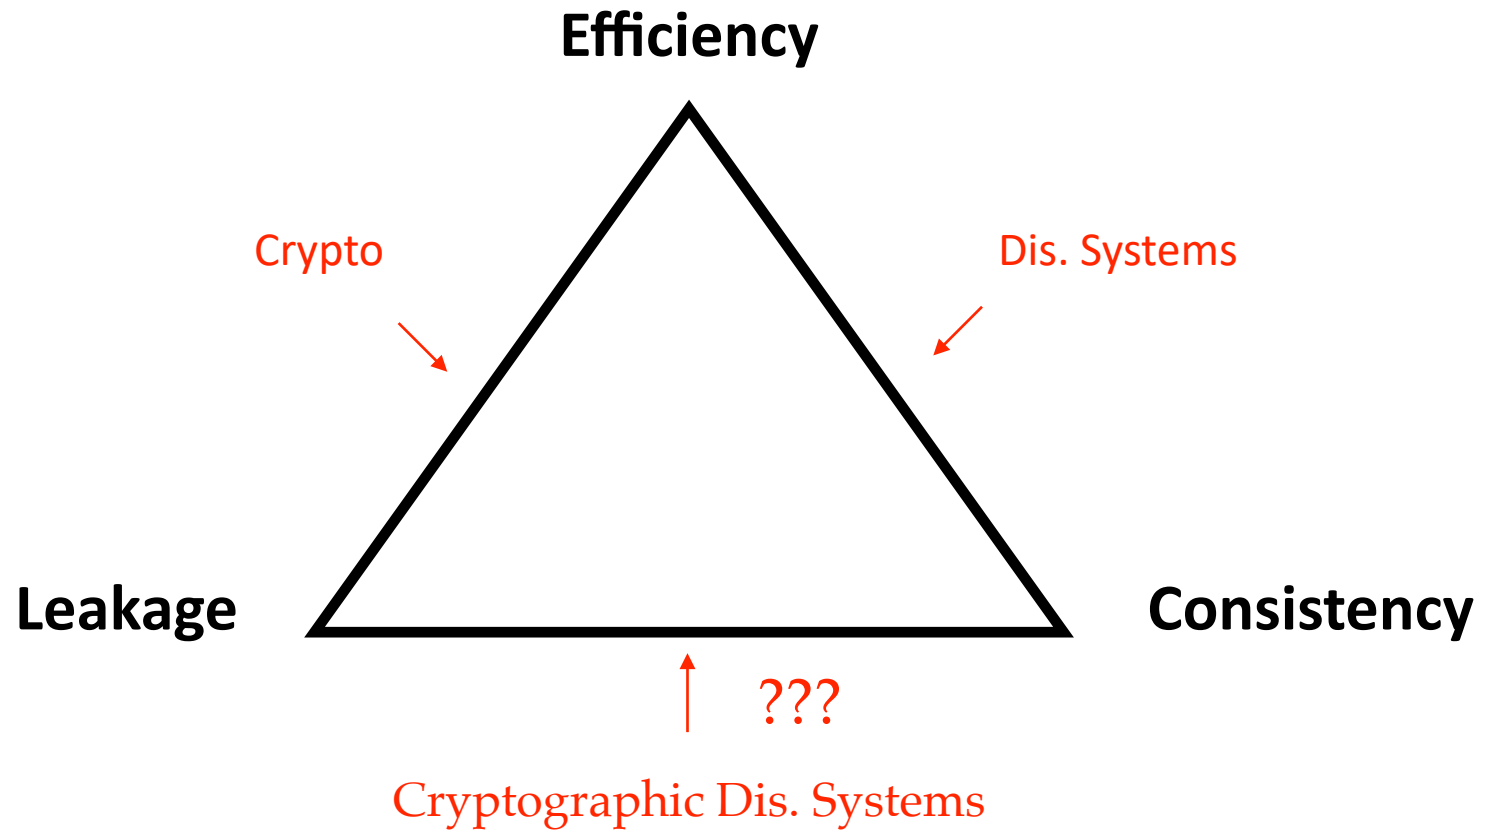 Efficiency
Crypto
Dis. Systems
Leakage
Consistency
???
Cryptographic Dis. Systems